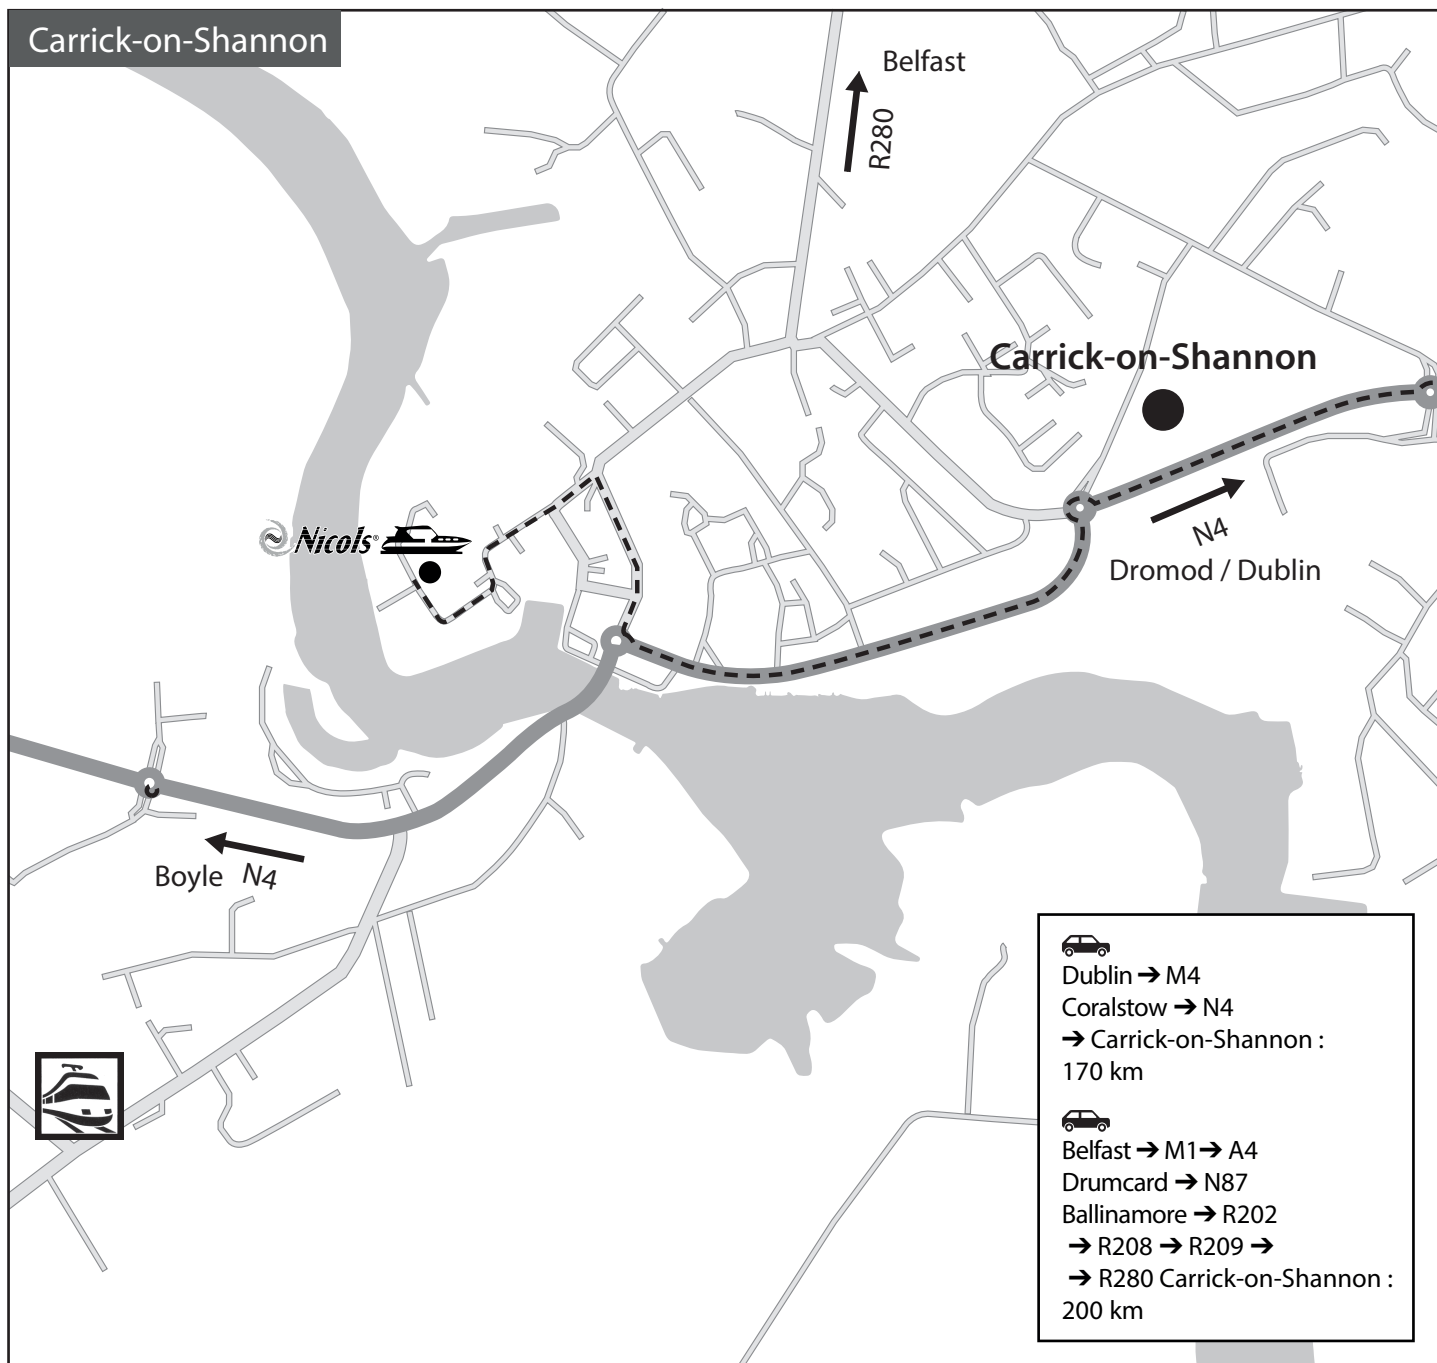 Carrick-on-Shannon
Belfast
R280
Carrick-on-Shannon
Nicols®
N4
Dromod / Dublin
Boyle N4
Dublin ➔ M4
Coralstow ➔ N4
➔ Carrick-on-Shannon :
170 km
Belfast ➔ M1➔ A4
Drumcard ➔ N87
Ballinamore ➔ R202
➔ R208 ➔ R209 ➔
➔ R280 Carrick-on-Shannon :
200 km